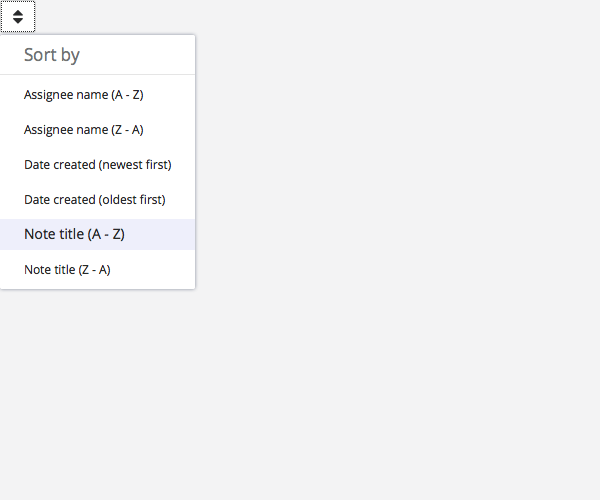 Sort by
Assignee name (A - Z)
Assignee name (Z - A)
Date created (newest first)
Date created (oldest first)
Note title (A - Z)
Note title (Z - A)